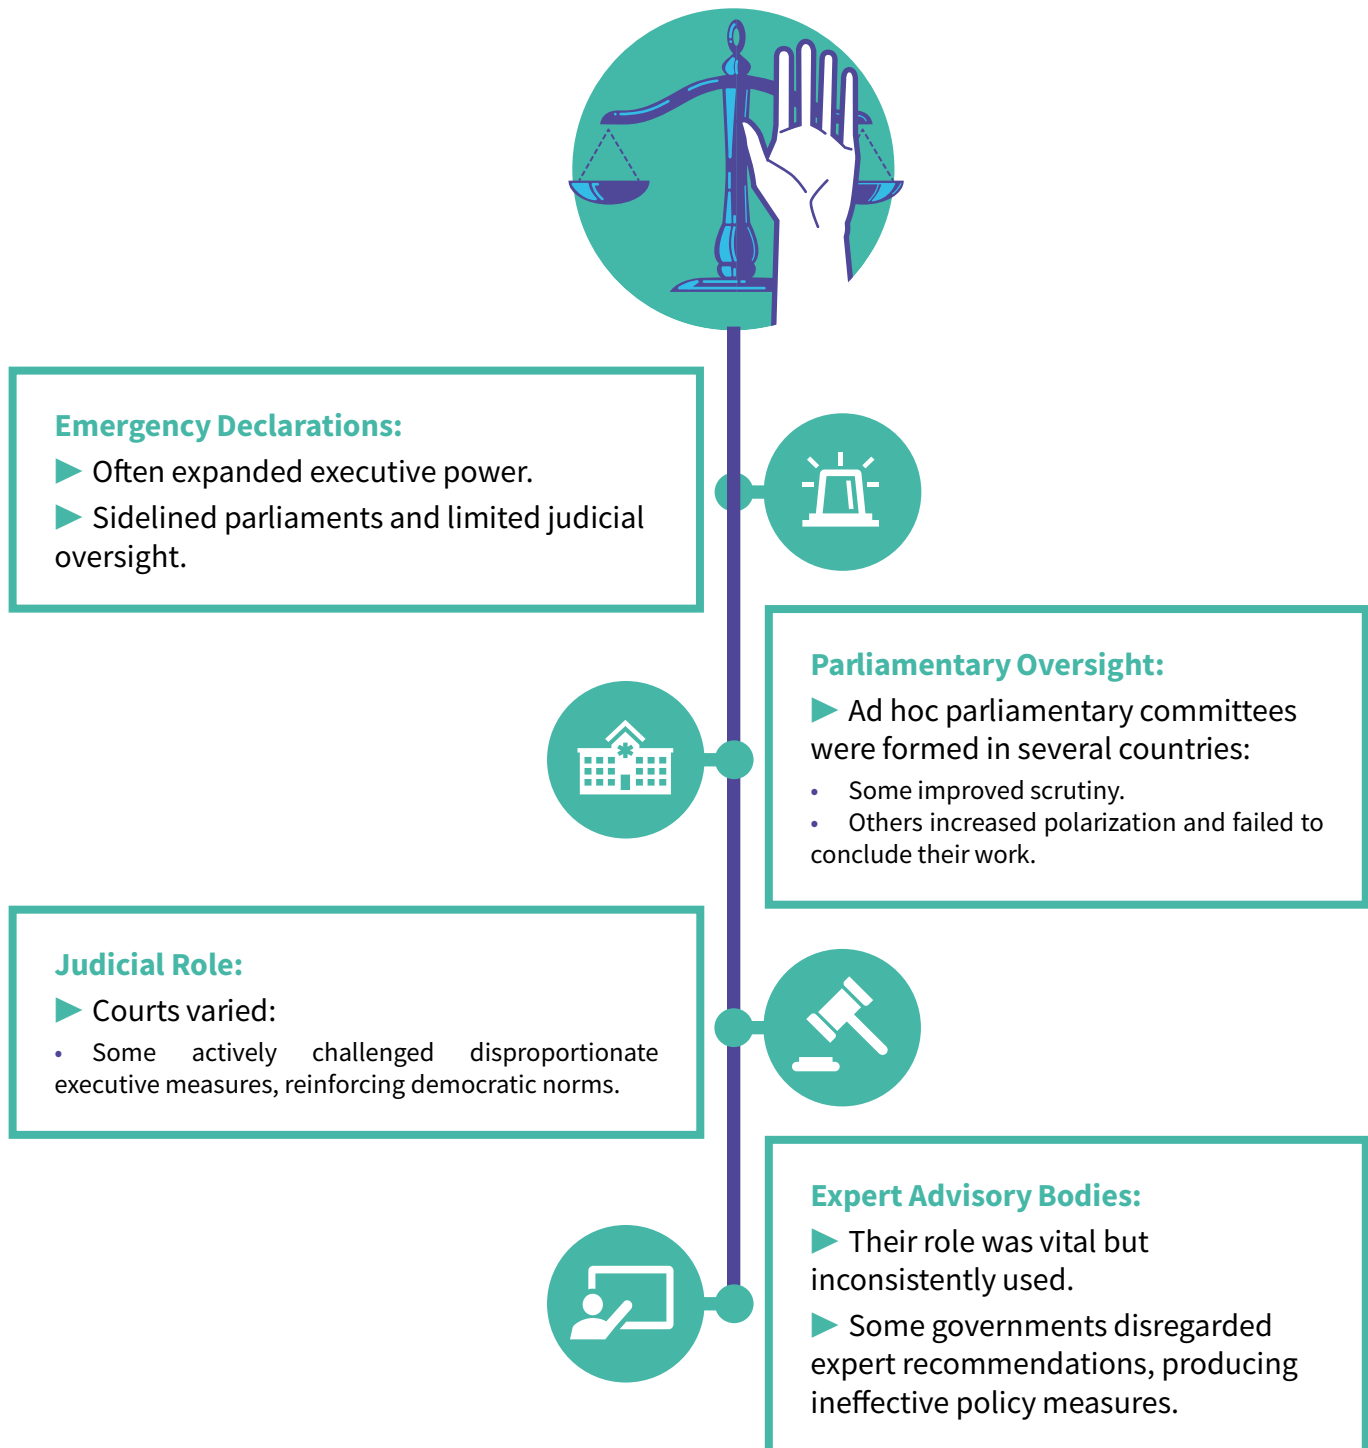 Emergency Declarations:
▶ Often expanded executive power.
▶ Sidelined parliaments and limited judicial
oversight.
Parliamentary Oversight:
▶ Ad hoc parliamentary committees
were formed in several countries:
• Some improved scrutiny.
• Others increased polarization and failed to
conclude their work.
Judicial Role:
▶ Courts varied:
• Some actively challenged disproportionate
executive measures, reinforcing democratic norms.
Expert Advisory Bodies:
▶ Their role was vital but
inconsistently used.
▶ Some governments disregarded
expert recommendations, producing
ineffective policy measures.